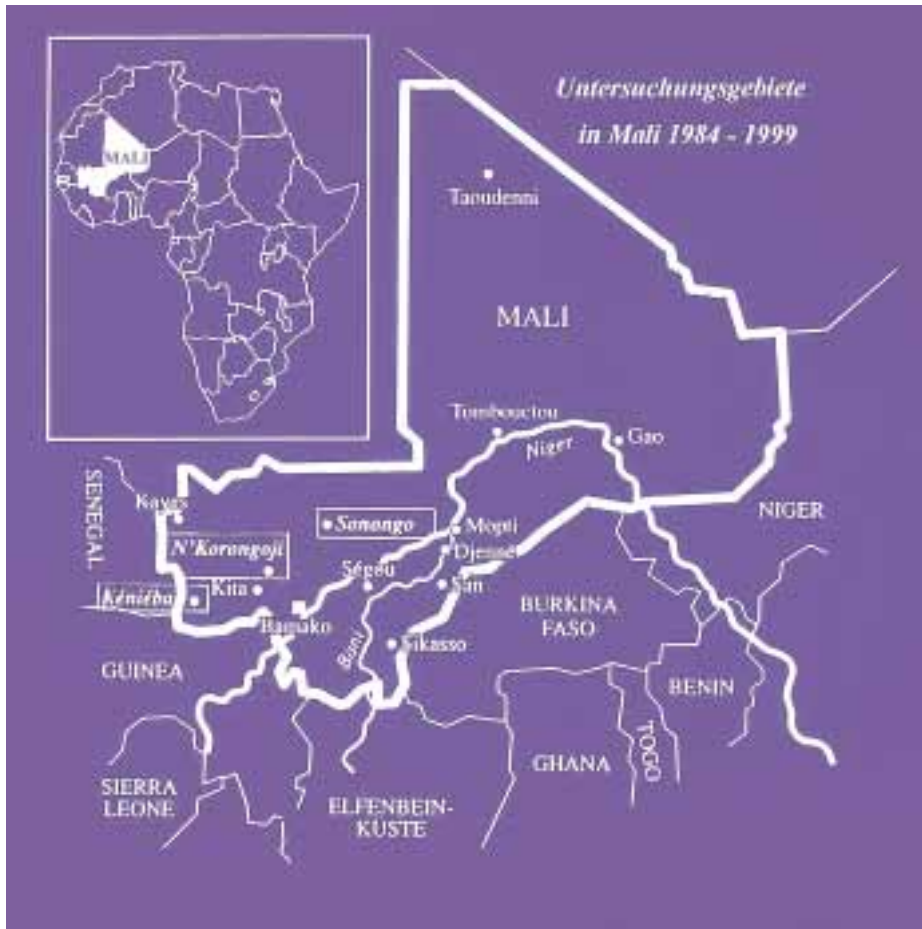 Untersuchungsgebiete
in Mali 1984 - 1999
MALI
Taoudenni
MALI
Tombouctou
Niger
Gao
SENEGAL
Kayes
Sonongo
Mopti
NIGER
N'Korongoji
Djenné
Ségou
Kéniéba
Kita
San
BURKINA
FASO
Bamako
Bani
Sikasso
GUINEA
BENIN
GHANA
TOGO
SIERRA
LEONE
ELFENBEIN-
KÜSTE